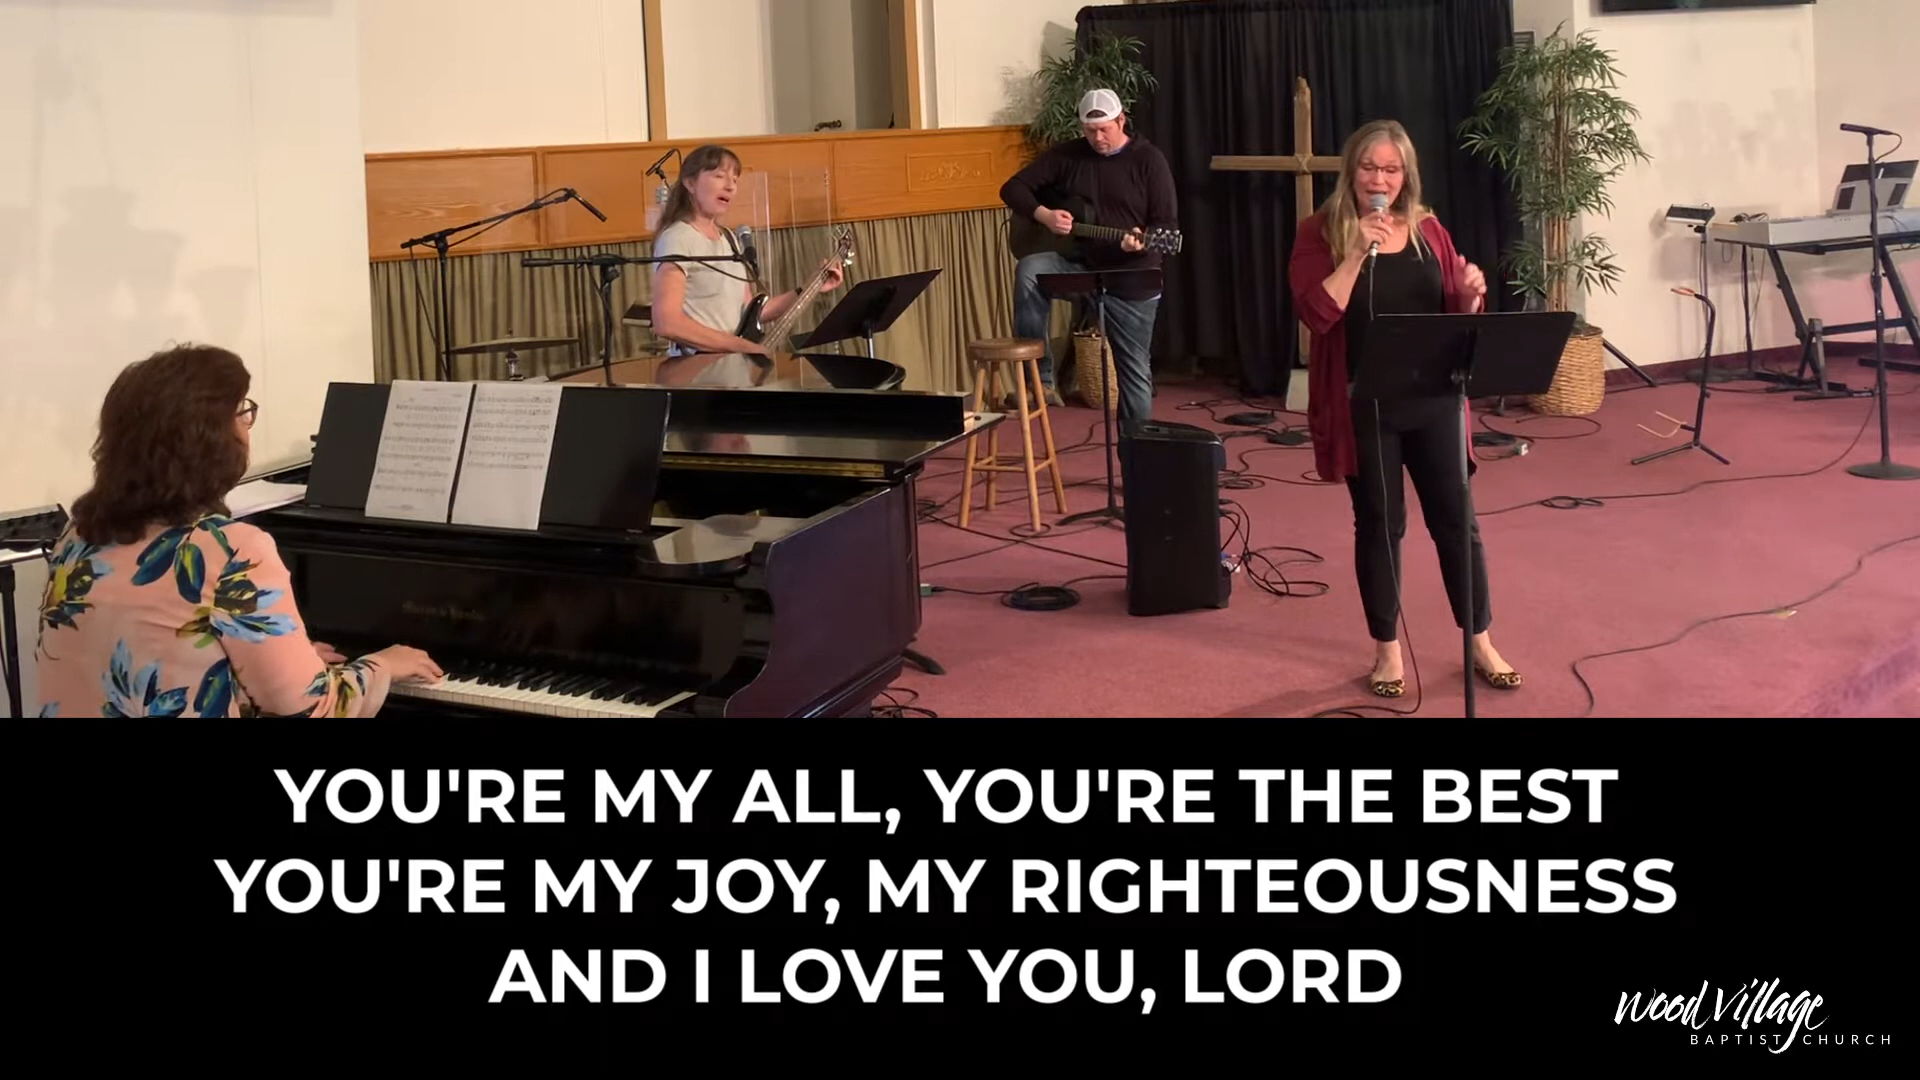 YOU'RE MY ALL, YOU'RE THE BEST
YOU'RE MY JOY, MY RIGHTEOUSNESS
AND I LOVE YOU, LORD
Wood Village
BAPTIST CHURCH